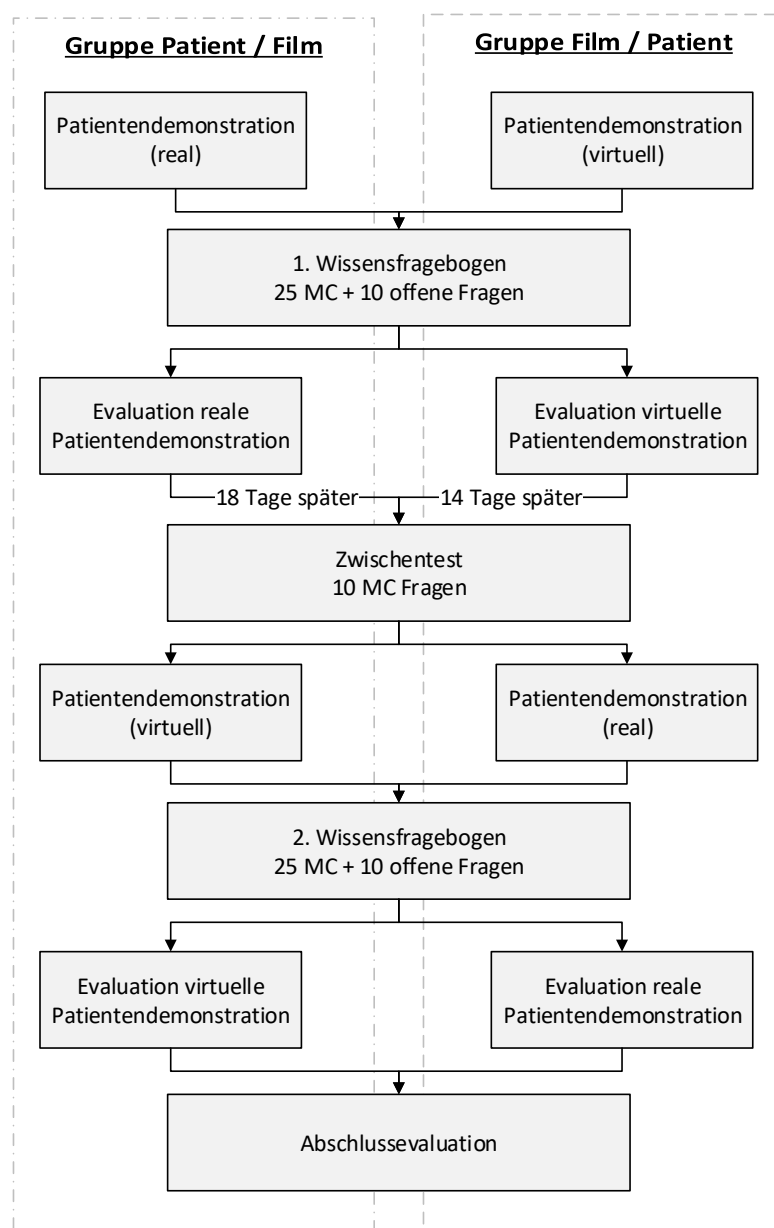 Gruppe Patient / Film
Gruppe Film / Patient
Patientendemonstration
(real)
Patientendemonstration
(virtuell)
1. Wissensfragebogen
25 MC + 10 offene Fragen
Evaluation reale
Patientendemonstration
Evaluation virtuelle
Patientendemonstration
18 Tage später
14 Tage später
Zwischentest
10 MC Fragen
Patientendemonstration
(virtuell)
Patientendemonstration
(real)
2. Wissensfragebogen
25 MC + 10 offene Fragen
Evaluation virtuelle
Patientendemonstration
Evaluation reale
Patientendemonstration
Abschlussevaluation